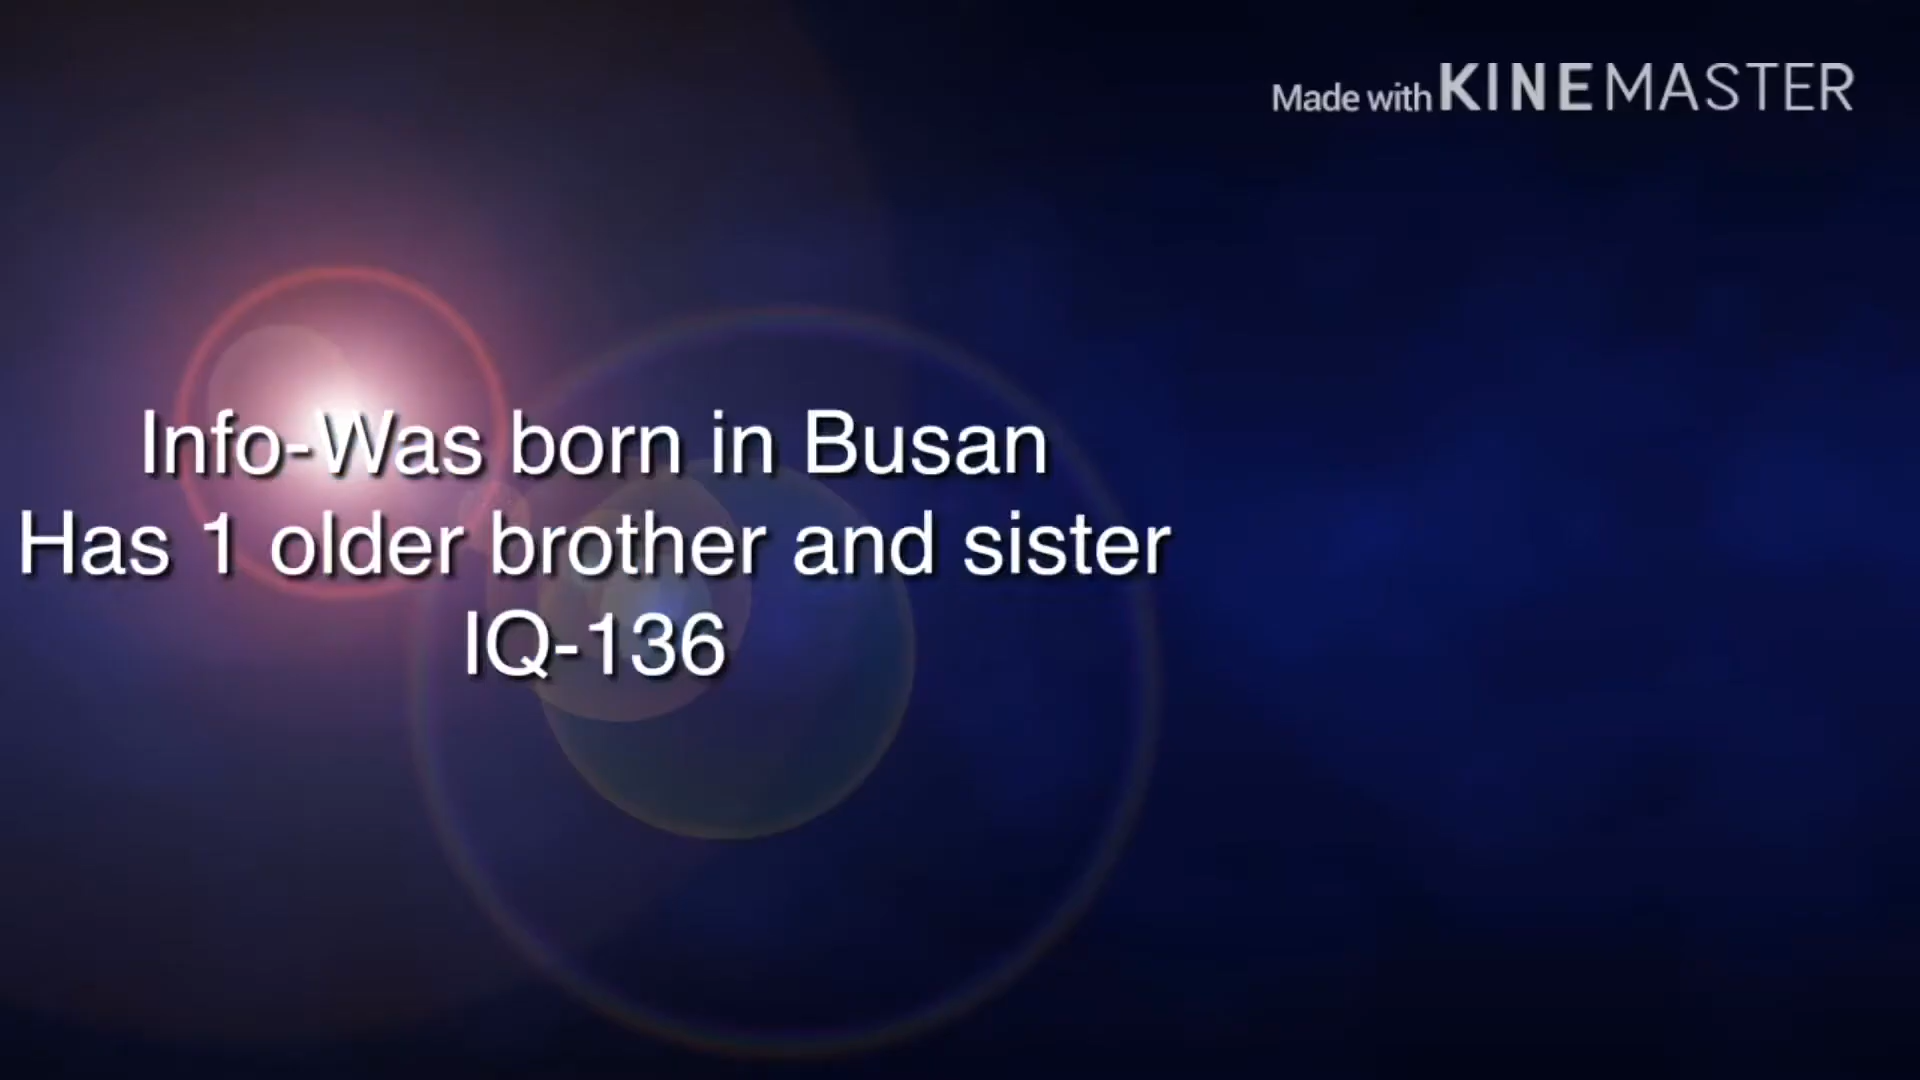 Made with KINEMASTER
Info-Was born in Busan
Has 1 older brother and sister
IQ-136